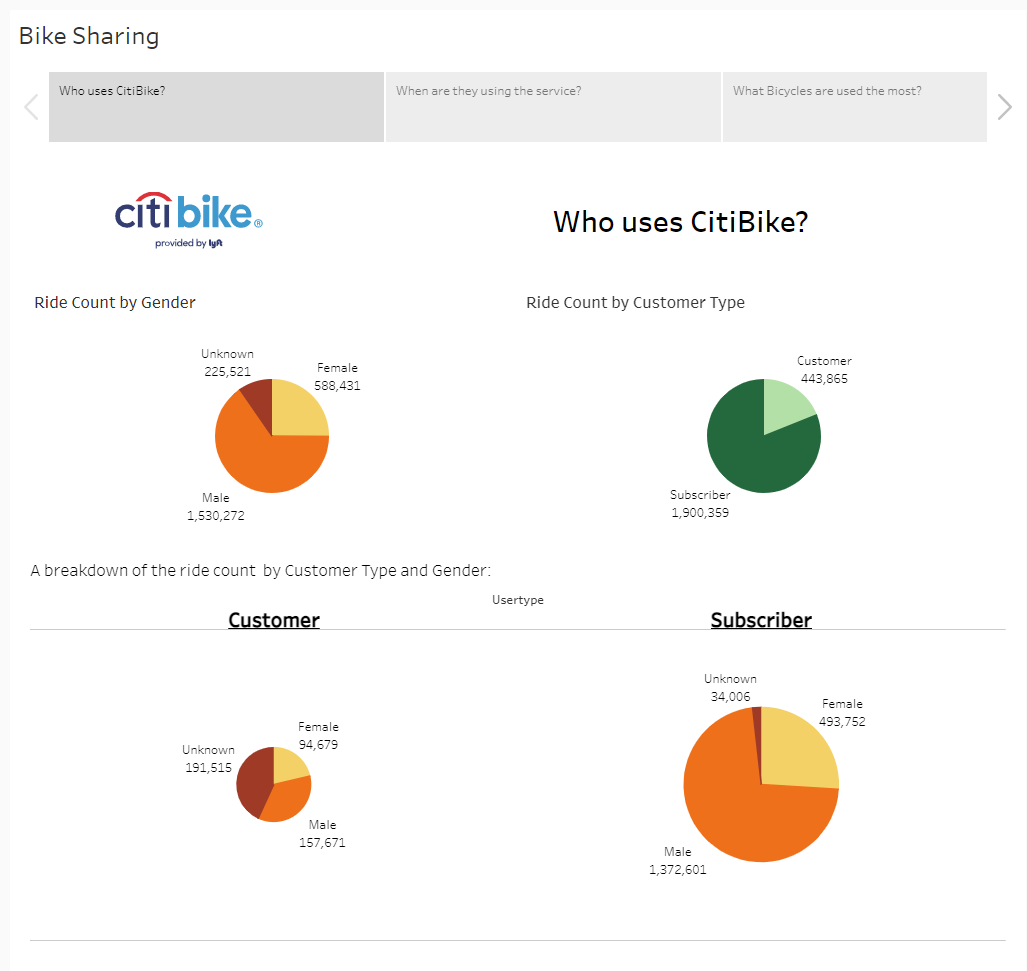 Bike Sharing
Who uses CitiBike?
When are they using the service?
What Bicycles are used the most?
citi bike®
provided by lyft
Who uses CitiBike?
Ride Count by Gender
Ride Count by Customer Type
Unknown
225,521
Female
588,431
Male
1,530,272
Customer
443,865
Subscriber
1,900,359
A breakdown of the ride count  by Customer Type and Gender:
Usertype
Customer
Subscriber
Female
94,679
Unknown
191,515
Male
157,671
Unknown
34,006
Female
493,752
Male
1,372,601